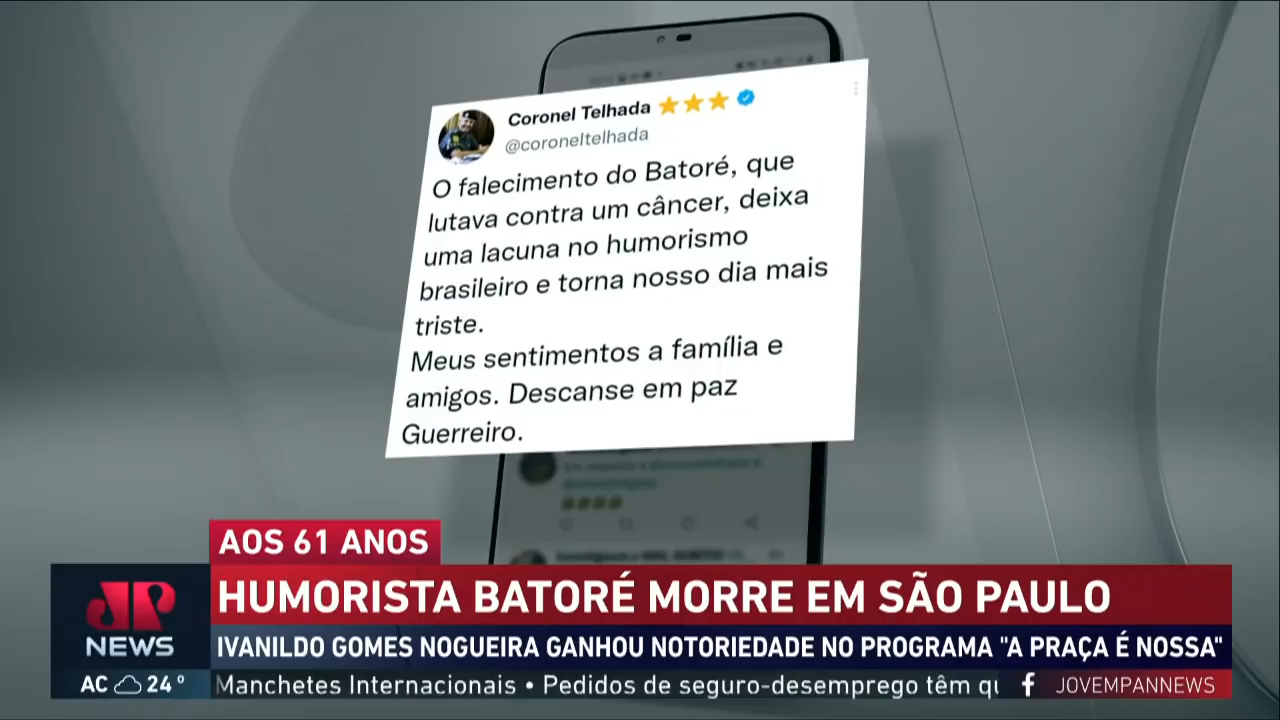 Coronel Telhada
@coroneltelhada
O falecimento do Batoré, que
lutava contra um câncer, deixa
uma lacuna no humorismo
brasileiro e torna nosso dia mais
triste.
Meus sentimentos a família e
amigos. Descanse em paz
Guerreiro.
AOS 61 ANOS
HUMORISTA BATORÉ MORRE EM SÃO PAULO
JP
NEWS
IVANILDO GOMES NOGUEIRA GANHOU NOTORIEDADE NO PROGRAMA "A PRAÇA É NOSSA"
AC 24° Manchetes Internacionais • Pedidos de seguro-desemprego têm JOVEMPANNEWS